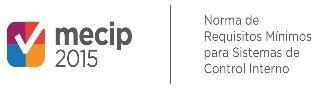 mecip
2015
Norma de
Requisitos Mínimos
para Sistemas de
Control Interno